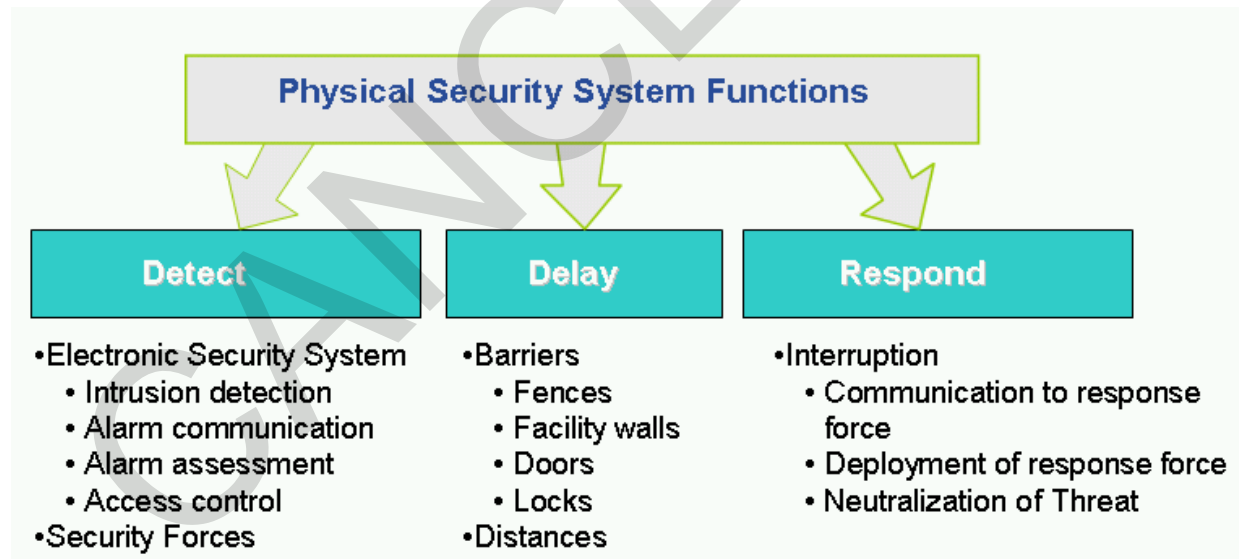 Physical Security System Functions
Detect
•Electronic Security System
• Intrusion detection
• Alarm communication
• Alarm assessment
• Access control
•Security Forces
Delay
•Barriers
• Fences
• Facility walls
• Doors
• Locks
•Distances
Respond
•Interruption
• Communication to response
force
• Deployment of response force
• Neutralization of Threat